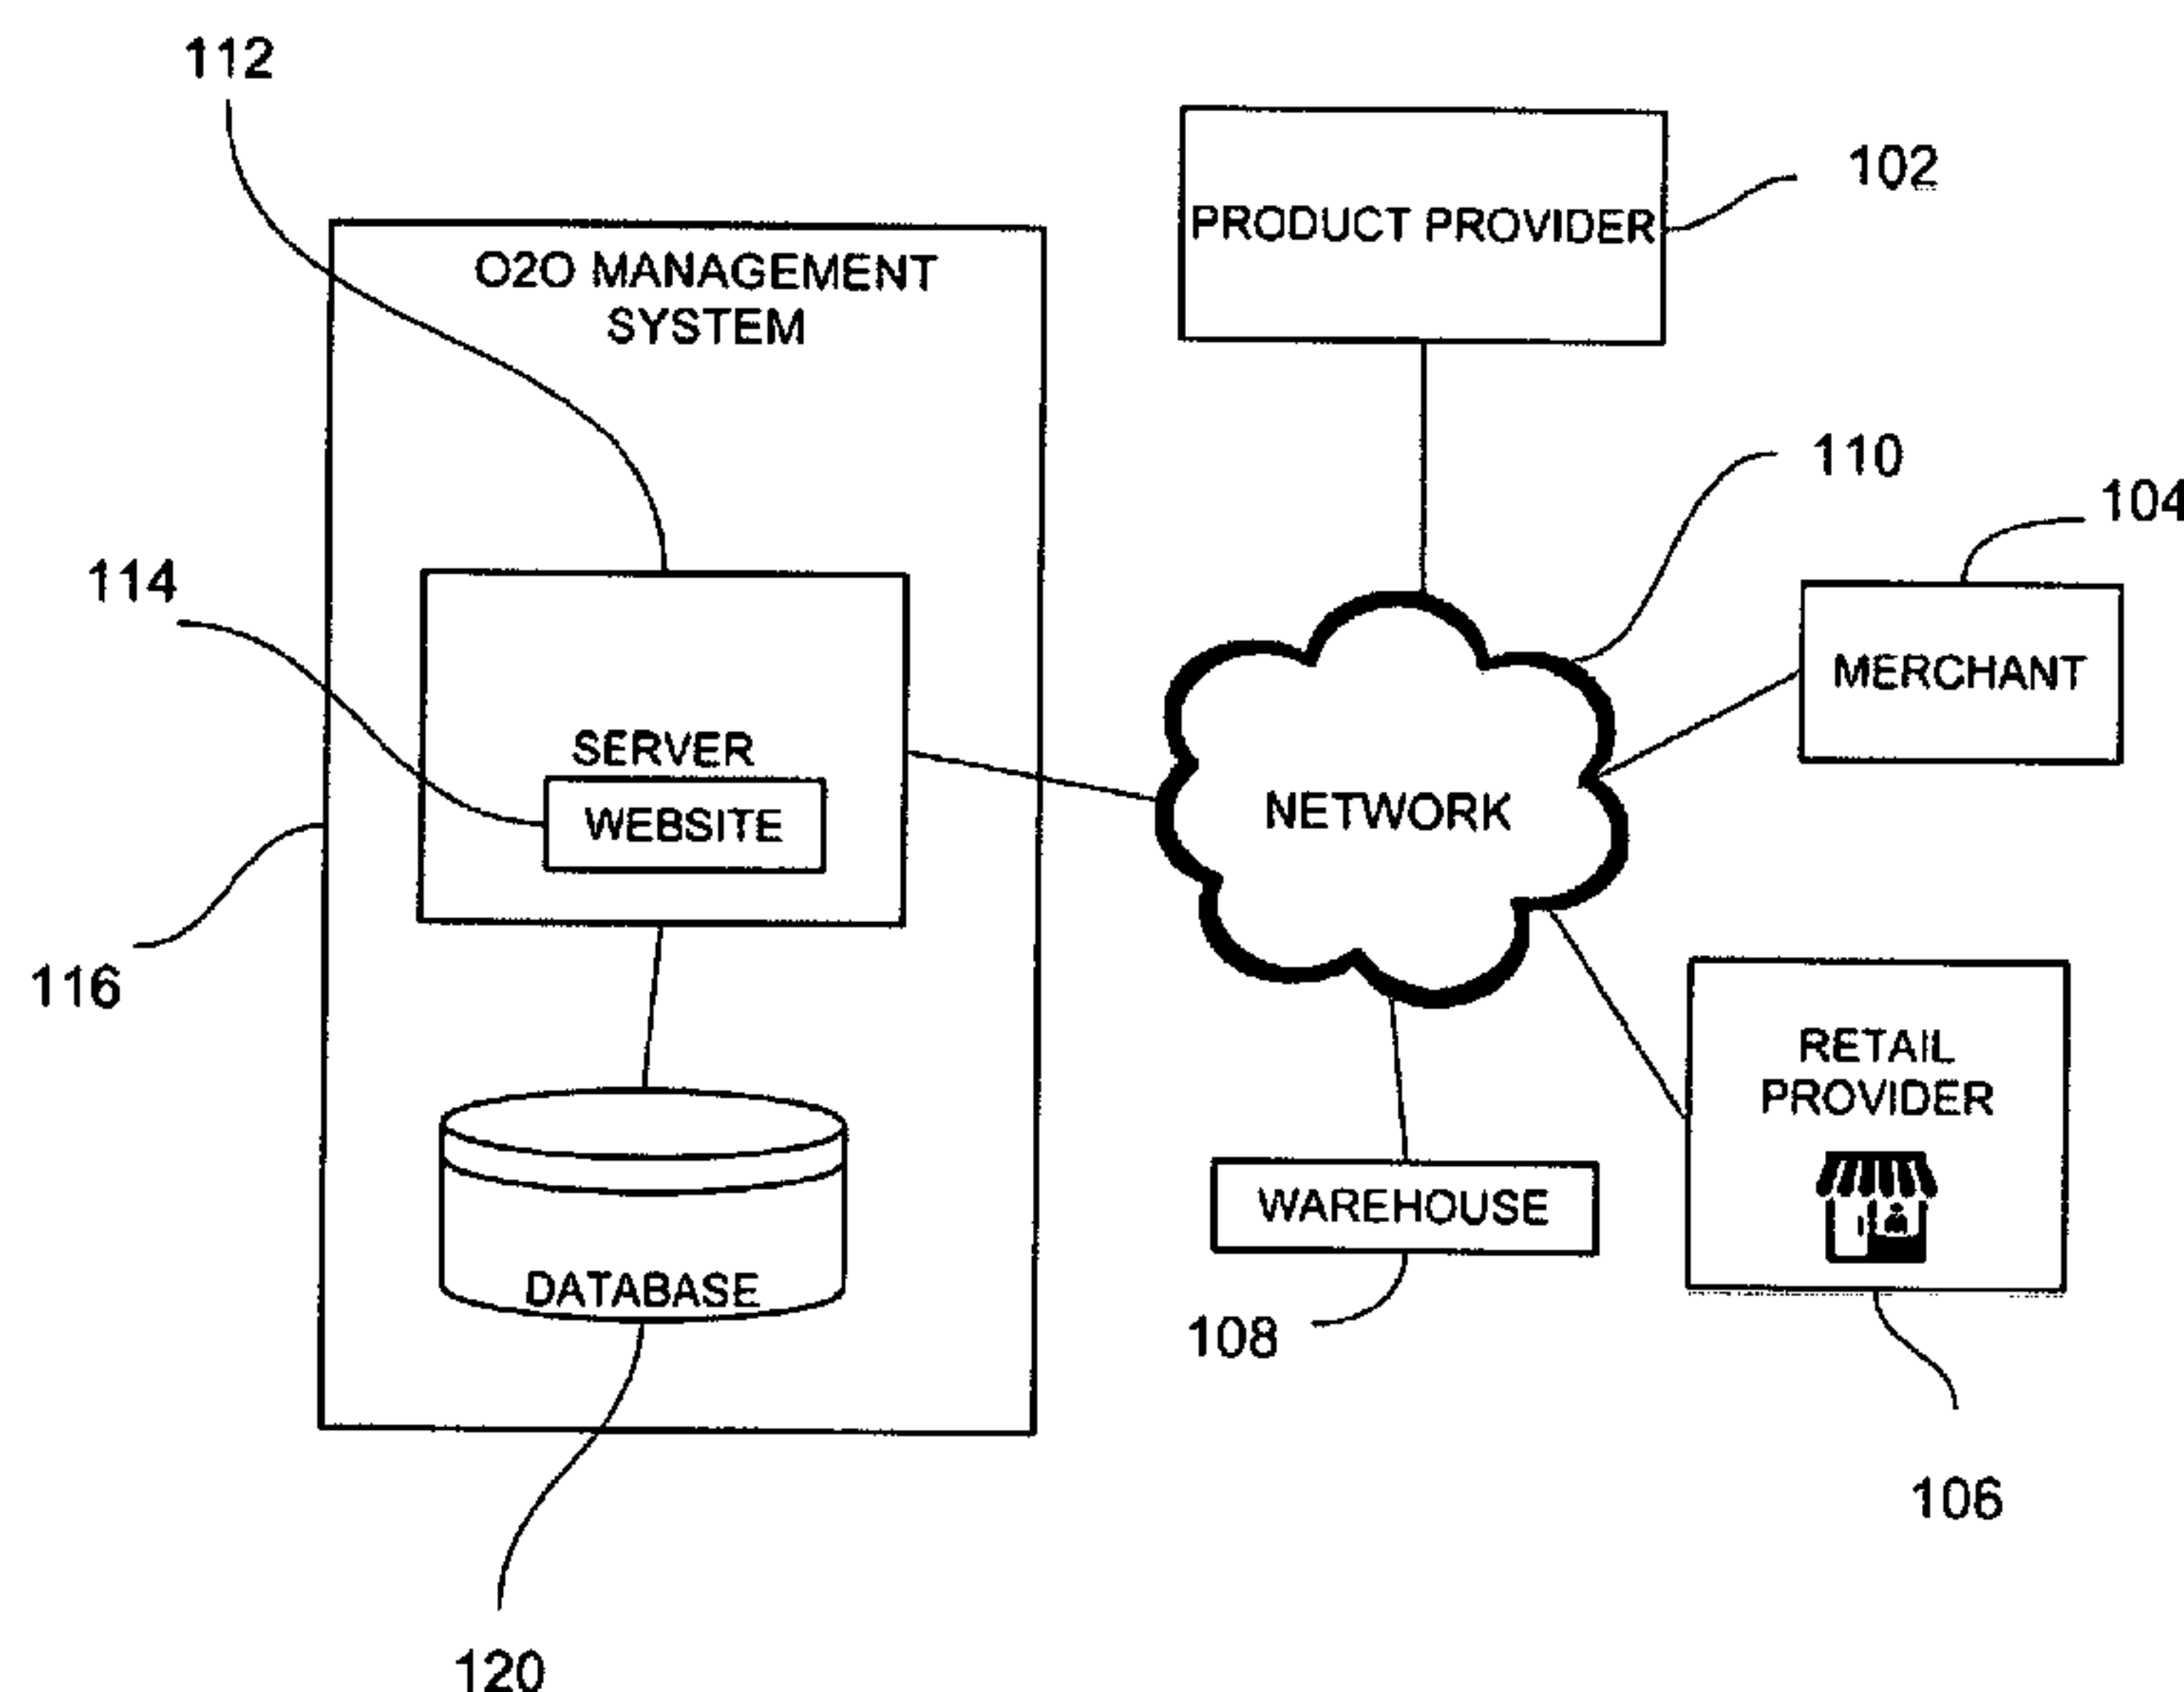 112
102
PRODUCT PROVIDER
O2O MANAGEMENT
SYSTEM
110
104
114
MERCHANT
SERVER
WEBSITE
NETWORK
116
RETAIL
PROVIDER
WAREHOUSE
DATABASE
108
106
120